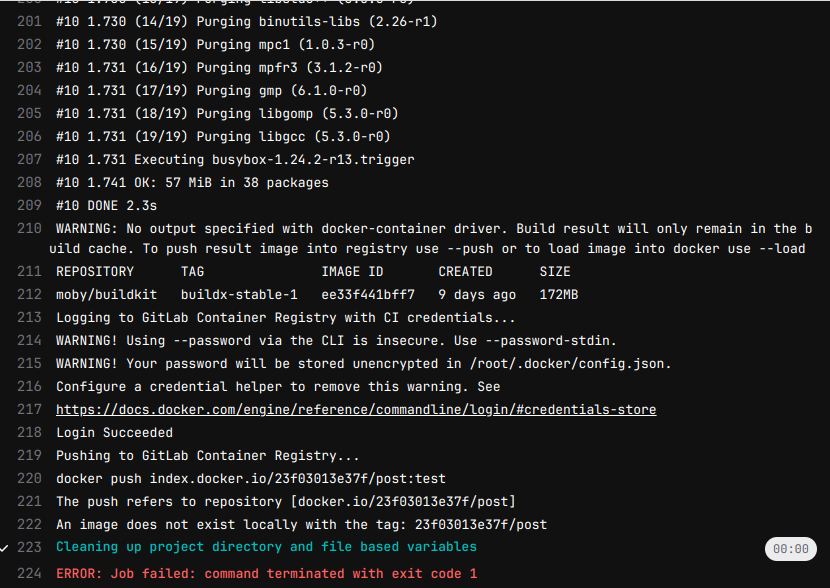 201 #10 1.730 (14/19) Purging binutils-libs (2.26-r1)
202 #10 1.730 (15/19) Purging mpc1 (1.0.3-r0)
203 #10 1.731 (16/19) Purging mpfr3 (3.1.2-r0)
204 #10 1.731 (17/19) Purging gmp (6.1.0-r0)
205 #10 1.731 (18/19) Purging libgomp (5.3.0-r0)
206 #10 1.731 (19/19) Purging libgcc (5.3.0-r0)
207 #10 1.731 Executing busybox-1.24.2-r13.trigger
208 #10 1.741 OK: 57 MiB in 38 packages
209 #10 DONE 2.3s
210 WARNING: No output specified with docker-container driver. Build result will only remain in the b
uild cache. To push result image into registry use --push or to load image into docker use --load
211 REPOSITORY TAG IMAGE ID CREATED SIZE
212 moby/buildkit buildx-stable-1 ee33f441bff7 9 days ago 172MB
213 Logging to GitLab Container Registry with CI credentials...
214 WARNING! Using --password via the CLI is insecure. Use --password-stdin.
215 WARNING! Your password will be stored unencrypted in /root/.docker/config.json.
216 Configure a credential helper to remove this warning. See
217 https://docs.docker.com/engine/reference/commandline/login/#credentials-store
218 Login Succeeded
219 Pushing to GitLab Container Registry...
220 docker push index.docker.io/23f03013e37f/post:test
221 The push refers to repository [docker.io/23f03013e37f/post]
222 An image does not exist locally with the tag: 23f03013e37f/post
223 Cleaning up project directory and file based variables 00:00
224 ERROR: Job failed: command terminated with exit code 1